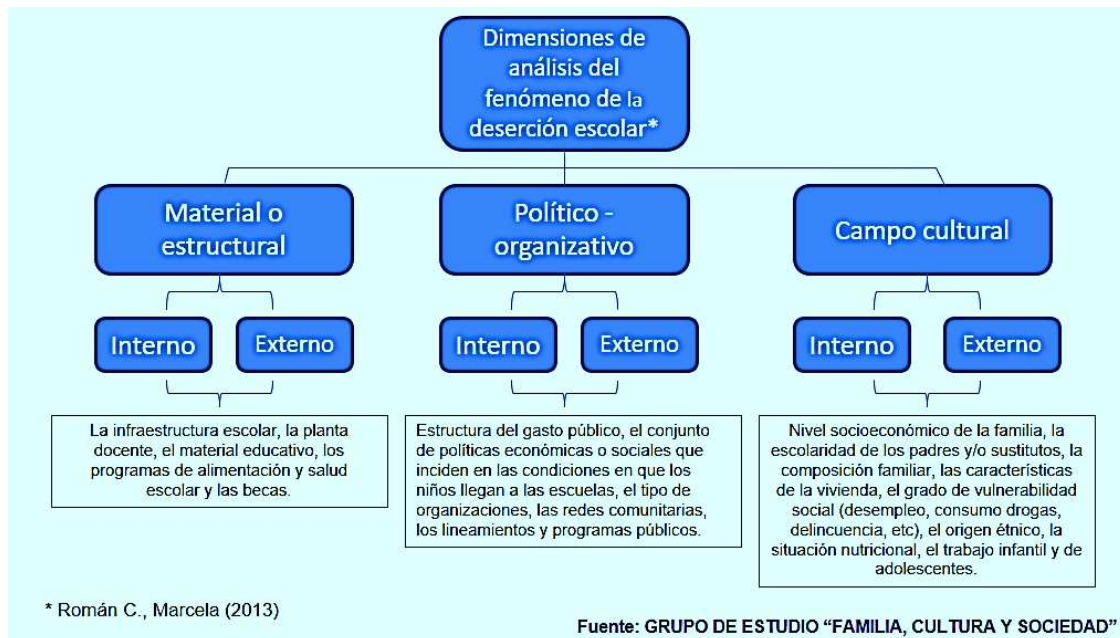 Dimensiones de
análisis del
fenómeno de la
deserción escolar*
Material o
estructural
Político -
organizativo
Campo cultural
Interno
Externo
Interno
Externo
Interno
Externo
La infraestructura escolar, la planta
docente, el material educativo, los
programas de alimentación y salud
escolar y las becas.
Estructura del gasto público, el conjunto
de políticas económicas o sociales que
inciden en las condiciones en que los
niños llegan a las escuelas, el tipo de
organizaciones, las redes comunitarias,
los lineamientos y programas públicos.
Nivel socioeconómico de la familia, la
escolaridad de los padres y/o sustitutos, la
composición familiar, las características
de la vivienda, el grado de vulnerabilidad
social (desempleo, consumo drogas,
delincuencia, etc), el origen étnico, la
situación nutricional, el trabajo infantil y de
adolescentes.
* Román C., Marcela (2013)
Fuente: GRUPO DE ESTUDIO “FAMILIA, CULTURA Y SOCIEDAD”